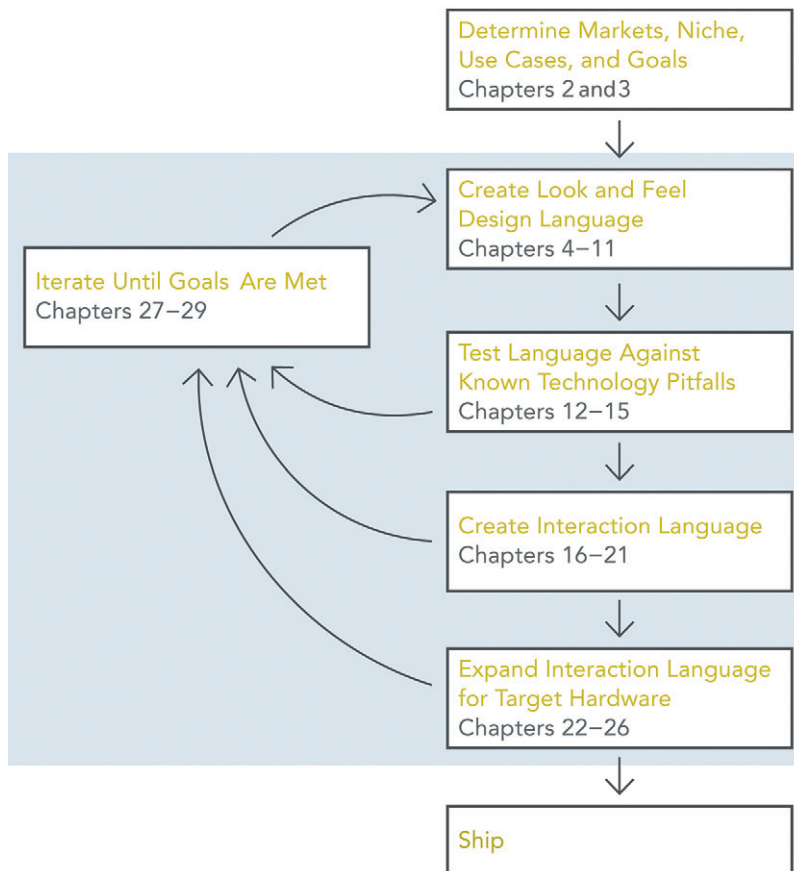 Determine Markets, Niche,
Use Cases, and Goals
Chapters 2 and 3
Create Look and Feel
Design Language
Chapters 4–11
Iterate Until Goals Are Met
Chapters 27–29
Test Language Against
Known Technology Pitfalls
Chapters 12–15
Create Interaction Language
Chapters 16–21
Expand Interaction Language
for Target Hardware
Chapters 22–26
Ship